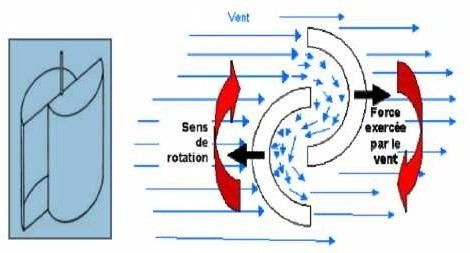 Vent
Sens
de
rotation
Force
exercée
par le
vent